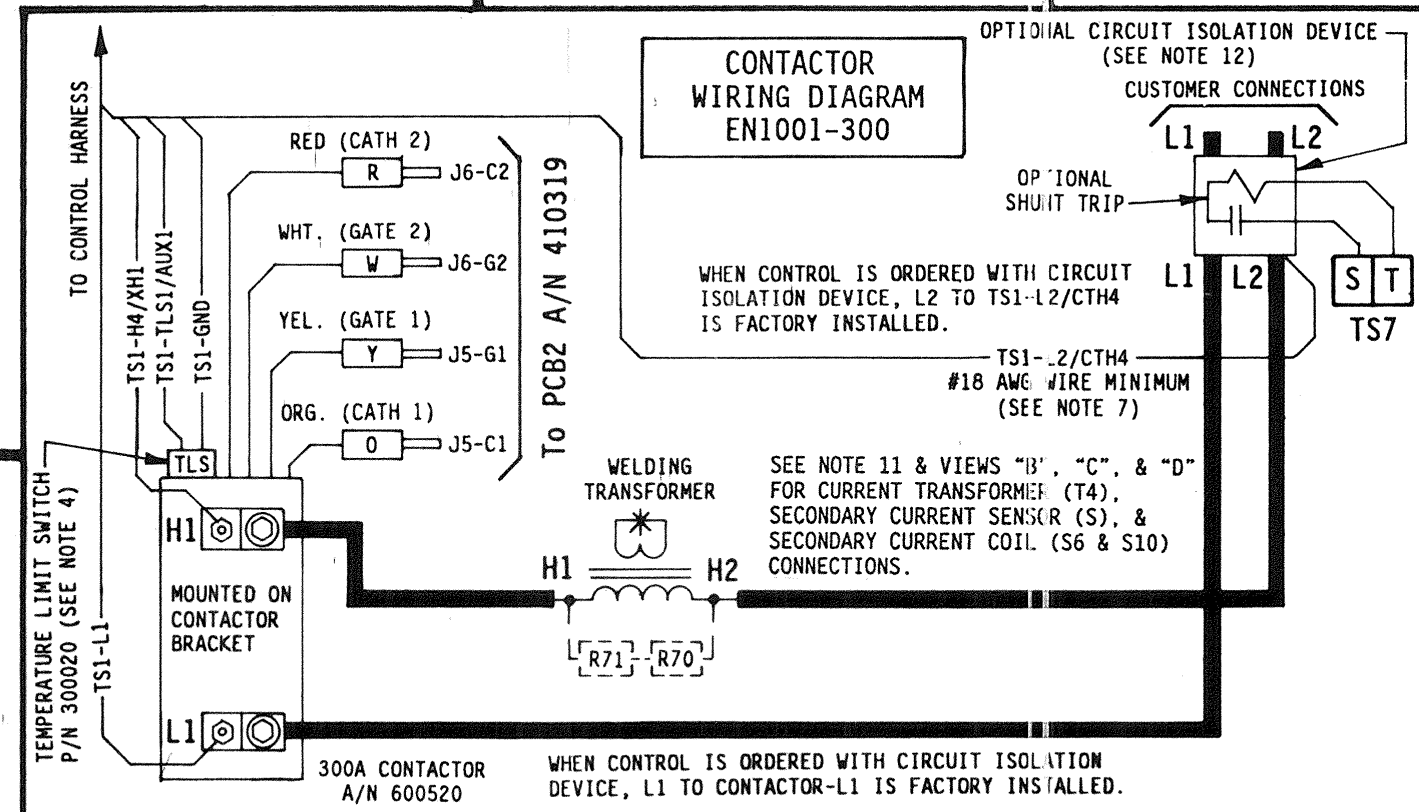 OPTIONAL CIRCUIT ISOLATION DEVICE
(SEE NOTE 12)
CUSTOMER CONNECTIONS
L1
L2
CONTACTOR
WIRING DIAGRAM
EN1001-300
TO CONTROL HARNESS
TS1-H4/XH1
TS1-TLS1/AUX1
TS1-GND
RED (CATH 2)
R
J6-C2
WHT. (GATE 2)
W
J6-G2
YEL. (GATE 1)
Y
J5-G1
ORG. (CATH 1)
O
J5-C1
To PCB2 A/N 410319
OPTIONAL
SHUNT TRIP
L1
L2
S
T
TS7
WHEN CONTROL IS ORDERED WITH CIRCUIT
ISOLATION DEVICE, L2 TO TS1-L2/CTH4
IS FACTORY INSTALLED.
TS1-L2/CTH4
#18 AWG WIRE MINIMUM
(SEE NOTE 7)
TLS
TEMPERATURE LIMIT SWITCH
P/N 300020 (SEE NOTE 4)
TS1-L1
H1
MOUNTED ON
CONTACTOR
BRACKET
L1
WELDING
TRANSFORMER
H1
H2
R71
R70
SEE NOTE 11 & VIEWS "B", "C", & "D"
FOR CURRENT TRANSFORMER (T4),
SECONDARY CURRENT SENSOR (S), &
SECONDARY CURRENT COIL (S6 & S10)
CONNECTIONS.
300A CONTACTOR
A/N 600520
WHEN CONTROL IS ORDERED WITH CIRCUIT ISOLATION
DEVICE, L1 TO CONTACTOR-L1 IS FACTORY INSTALLED.